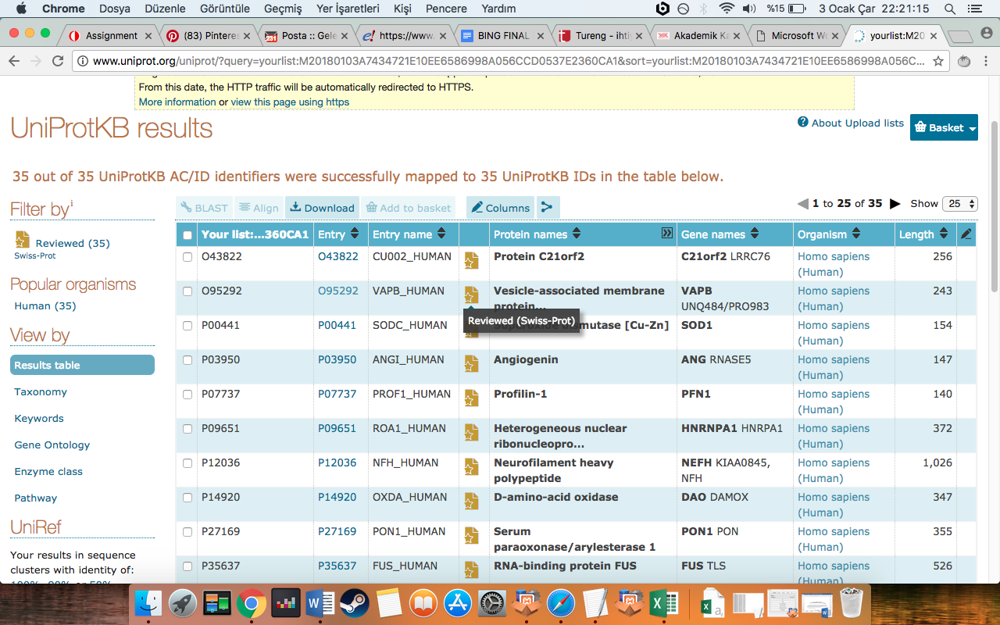 Chrome Dosya Düzenle Görüntüle Geçmiş Yer İşaretleri Kişi Pencere Yardım %15 3 Ocak Çar 22:21:15
Assignment (83) Pinteres Posta :: Gele https://www. BING FINAL Tureng - ihti Akademik Ka Microsoft Wo yourlist:M20
www.uniprot.org/uniprot/?query=yourlist:M20180103A7434721E10EE6586998A056CCD0537E2360CA1&sort=yourlist:M20180103A7434721E10EE6586998A056C...
From this date, the HTTP traffic will be automatically redirected to HTTPS.
More information or view this page using https
UniProtKB results
About Upload lists
Basket
35 out of 35 UniProtKB AC/ID identifiers were successfully mapped to 35 UniProtKB IDs in the table below.
Filter by i
Reviewed (35)
Swiss-Prot
Popular organisms
Human (35)
View by
Results table
Taxonomy
Keywords
Gene Ontology
Enzyme class
Pathway
UniRef
Your results in sequence
clusters with identity of:
BLAST Align Download Add to basket Columns 1 to 25 of 35 Show 25
Your list:...360CA1 Entry Entry name Protein names Gene names Organism Length
O43822 O43822 CU002_HUMAN Protein C21orf2 C21orf2 LRRC76 Homo sapiens 256
(Human)
O95292 O95292 VAPB_HUMAN Vesicle-associated membrane VAPB Homo sapiens 243
protein... UNQ484/PRO983 (Human)
Reviewed (Swiss-Prot)
P00441 P00441 SODC_HUMAN Superoxide dismutase [Cu-Zn] SOD1 Homo sapiens 154
(Human)
P03950 P03950 ANGI_HUMAN Angiogenin ANG RNASE5 Homo sapiens 147
(Human)
P07737 P07737 PROF1_HUMAN Profilin-1 PFN1 Homo sapiens 140
(Human)
P09651 P09651 ROA1_HUMAN Heterogeneous nuclear HNRNPA1 HNRPA1 Homo sapiens 372
ribonucleopro... (Human)
P12036 P12036 NFH_HUMAN Neurofilament heavy NEFH KIAA0845, Homo sapiens 1,026
polypeptide NFH (Human)
P14920 P14920 OXDA_HUMAN D-amino-acid oxidase DAO DAMOX Homo sapiens 347
(Human)
P27169 P27169 PON1_HUMAN Serum PON1 PON Homo sapiens 355
paraoxonase/arylesterase 1 (Human)
P35637 P35637 FUS_HUMAN RNA-binding protein FUS FUS TLS Homo sapiens 526
(Human)